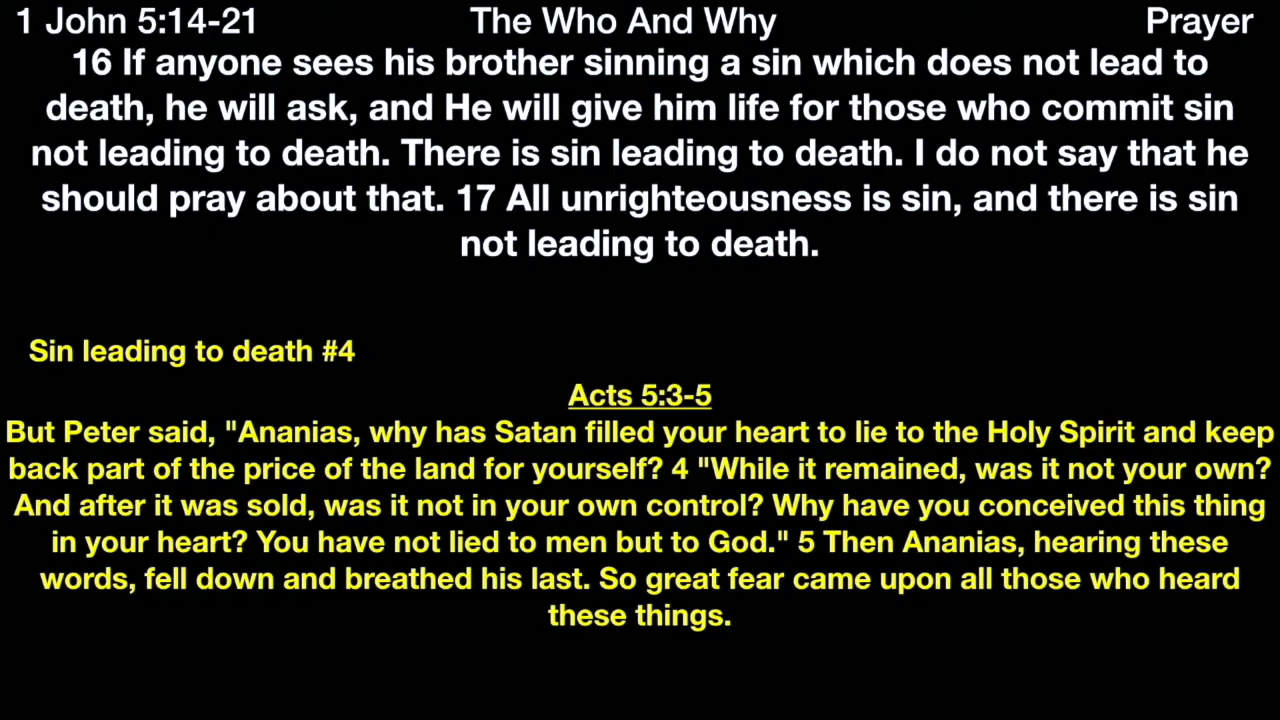 1 John 5:14-21 The Who And Why Prayer
16 If anyone sees his brother sinning a sin which does not lead to
death, he will ask, and He will give him life for those who commit sin
not leading to death. There is sin leading to death. I do not say that he
should pray about that. 17 All unrighteousness is sin, and there is sin
not leading to death.
Sin leading to death #4
Acts 5:3-5
But Peter said, "Ananias, why has Satan filled your heart to lie to the Holy Spirit and keep
back part of the price of the land for yourself? 4 "While it remained, was it not your own?
And after it was sold, was it not in your own control? Why have you conceived this thing
in your heart? You have not lied to men but to God." 5 Then Ananias, hearing these
words, fell down and breathed his last. So great fear came upon all those who heard
these things.